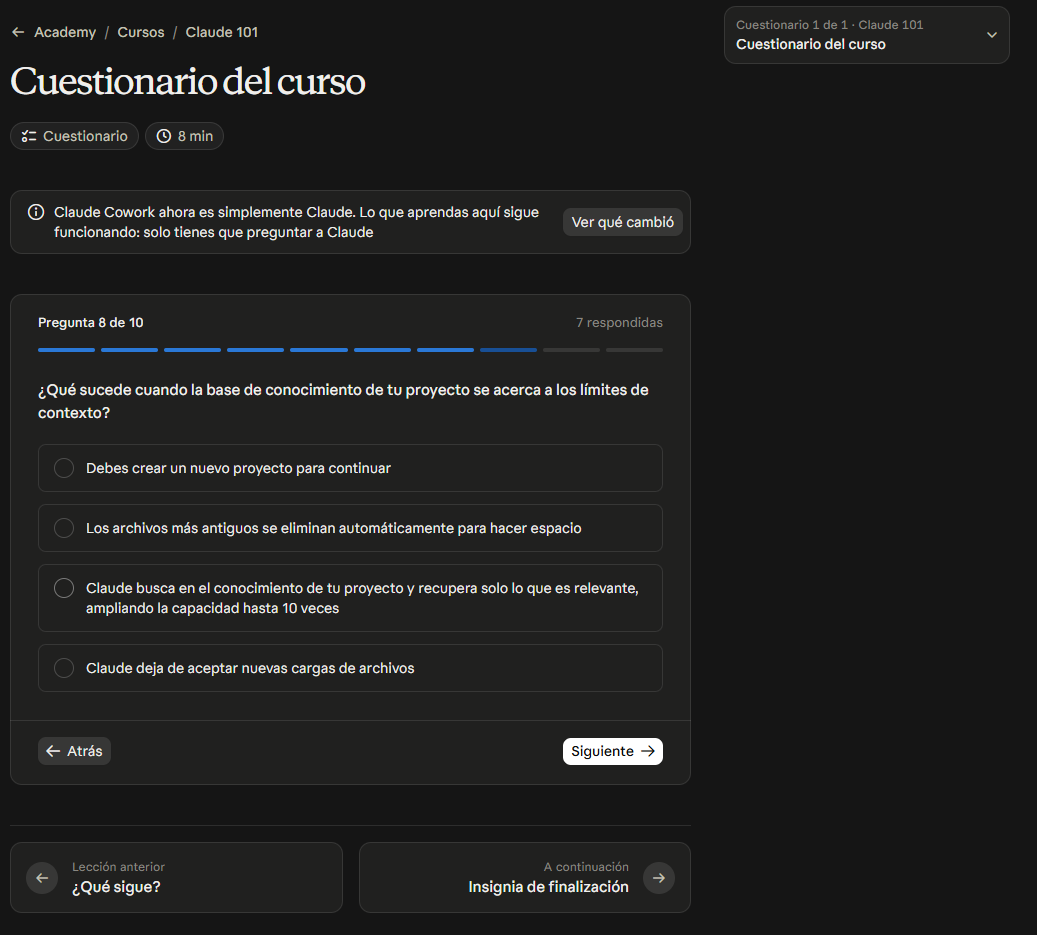 ← Academy / Cursos / Claude 101
Cuestionario 1 de 1 · Claude 101
Cuestionario del curso
Cuestionario del curso
Cuestionario
8 min
Claude Cowork ahora es simplemente Claude. Lo que aprendas aquí sigue
funcionando: solo tienes que preguntar a Claude
Ver qué cambió
Pregunta 8 de 10
7 respondidas
¿Qué sucede cuando la base de conocimiento de tu proyecto se acerca a los límites de
contexto?
Debes crear un nuevo proyecto para continuar
Los archivos más antiguos se eliminan automáticamente para hacer espacio
Claude busca en el conocimiento de tu proyecto y recupera solo lo que es relevante,
ampliando la capacidad hasta 10 veces
Claude deja de aceptar nuevas cargas de archivos
← Atrás
Siguiente →
Lección anterior
¿Qué sigue?
A continuación
Insignia de finalización